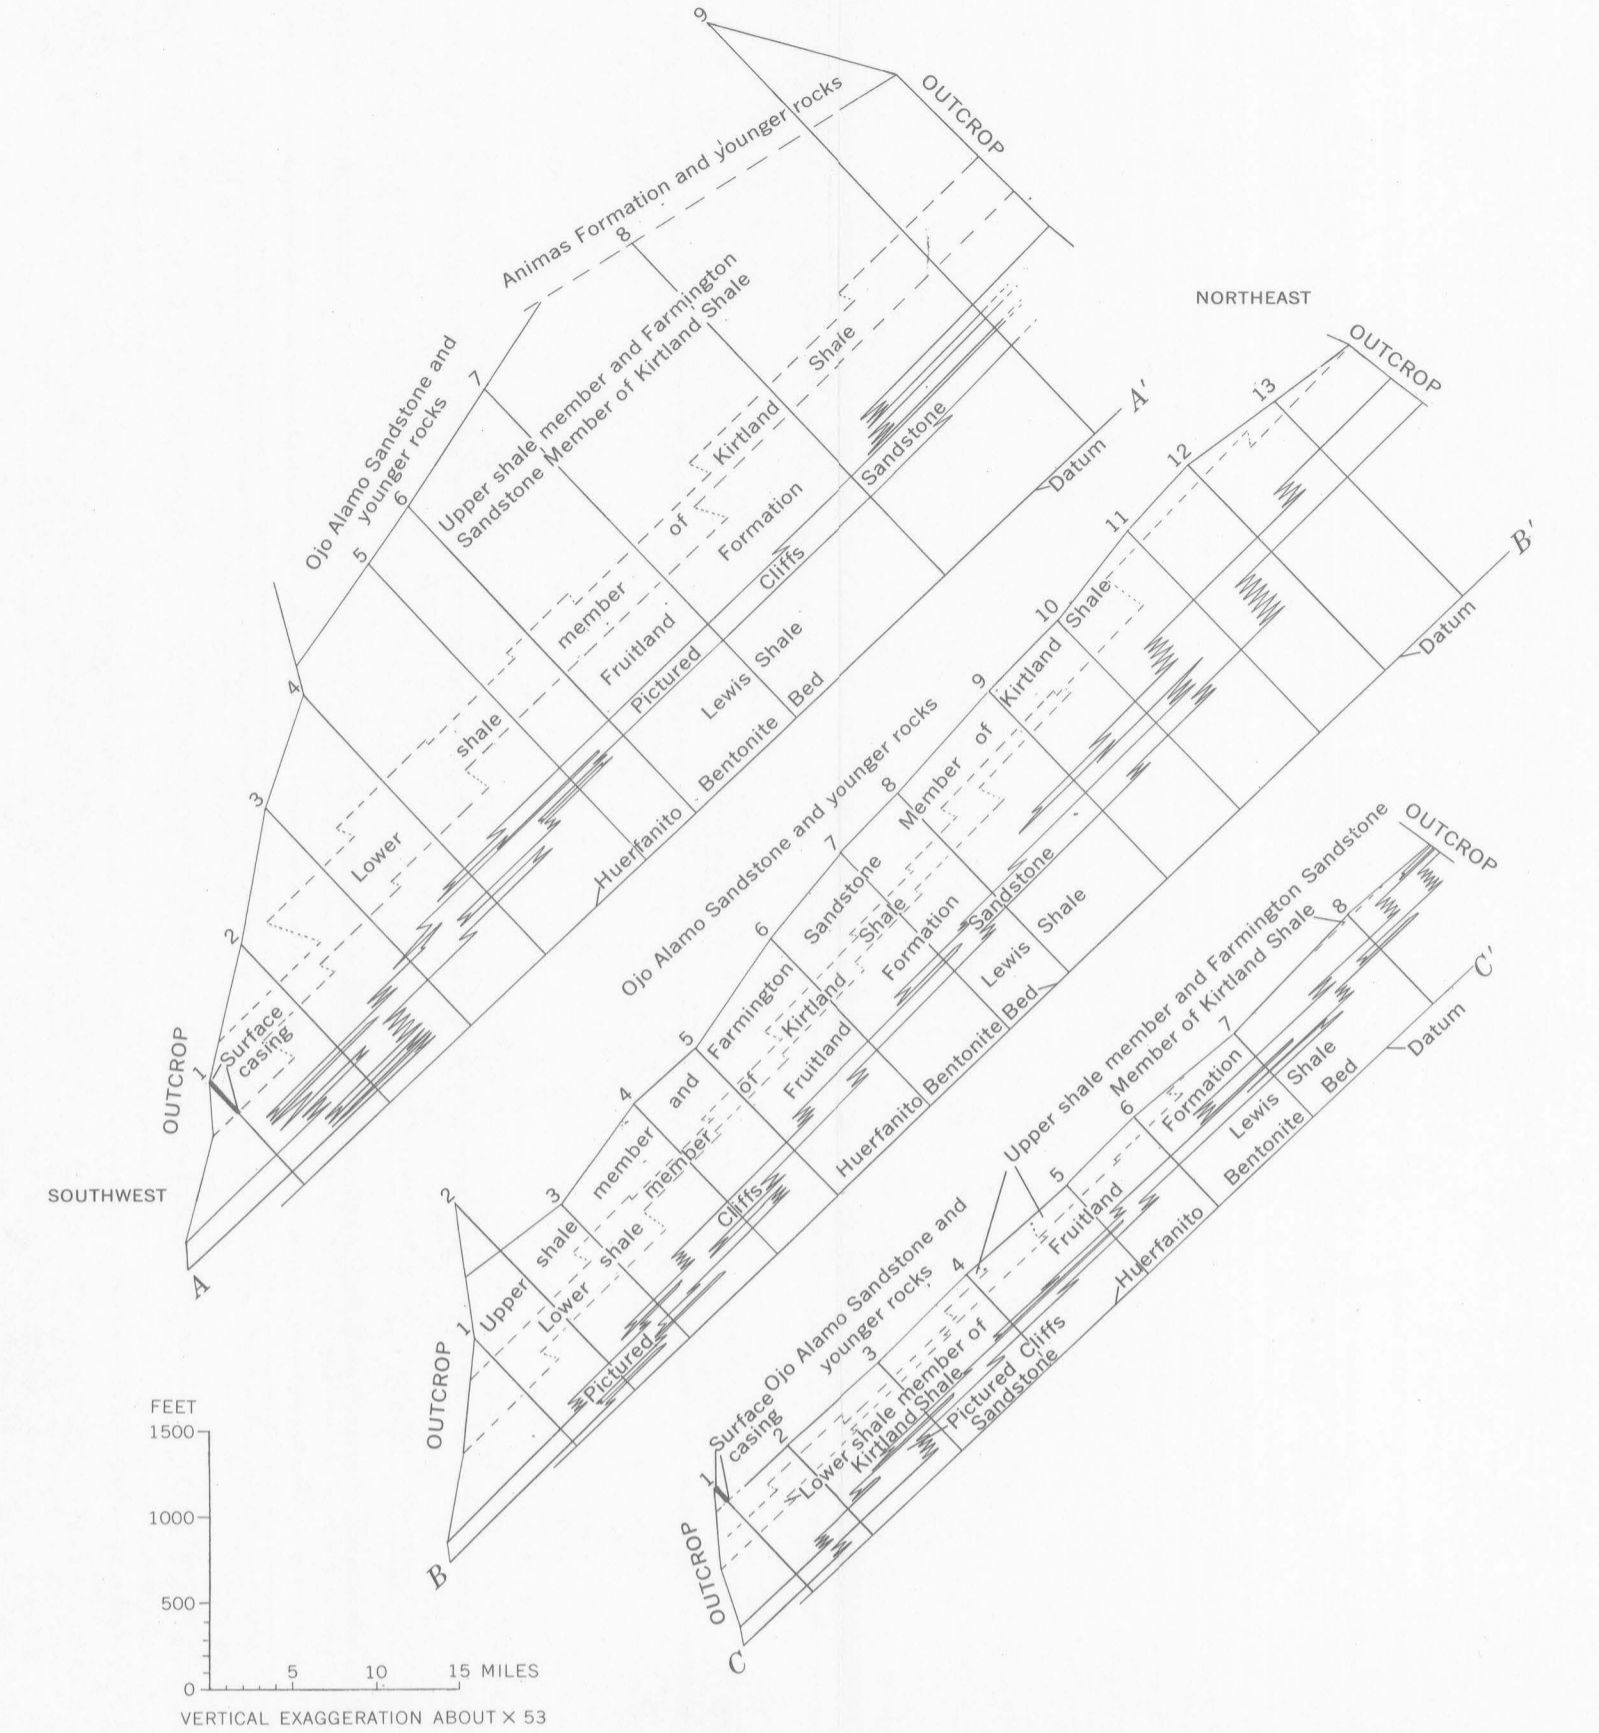 9
OUTCROP
Animas Formation and younger rocks
8
Ojo Alamo Sandstone and
younger rocks
7
6
5
4
3
2
1
Upper shale member and Farmington
Sandstone Member of Kirtland Shale
Lower shale member of Kirtland Shale
Fruitland Formation
Pictured Cliffs Sandstone
Lewis Shale
Huerfanito Bentonite Bed
Datum
A'
Surface
casing
OUTCROP
SOUTHWEST
A
NORTHEAST
OUTCROP
13
12
11
10
9
8
7
6
5
4
3
2
1
Ojo Alamo Sandstone and younger rocks
Upper shale member and Farmington Sandstone Member of Kirtland Shale
Lower shale member of Kirtland Shale
Fruitland Formation
Pictured Cliffs Sandstone
Lewis Shale
Huerfanito Bentonite Bed
Datum
B'
OUTCROP
B
OUTCROP
8
7
6
5
4
3
2
1
Upper shale member and Farmington Sandstone
Member of Kirtland Shale
Ojo Alamo Sandstone and
younger rocks
Fruitland Formation
Lower shale member of
Kirtland Shale
Pictured Cliffs
Sandstone
Lewis Shale
Huerfanito Bentonite Bed
Datum
C'
Surface
casing
OUTCROP
C
FEET
1500
1000
500
0
5 10 15 MILES
VERTICAL EXAGGERATION ABOUT × 53